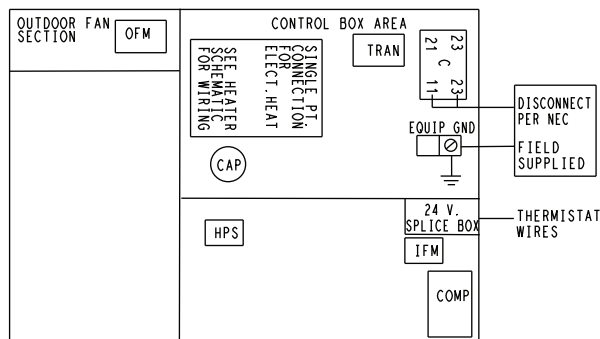 OUTDOOR FAN
SECTION
OFM
CONTROL BOX AREA
TRAN
SINGLE PT.
CONNECTION
FOR
ELECT. HEAT
SEE HEATER
SCHEMATIC
FOR WIRING
23
21
C
23
11
DISCONNECT
PER NEC
EQUIP GND
FIELD
SUPPLIED
CAP
24 V.
SPLICE BOX
THERMISTAT
WIRES
HPS
IFM
COMP